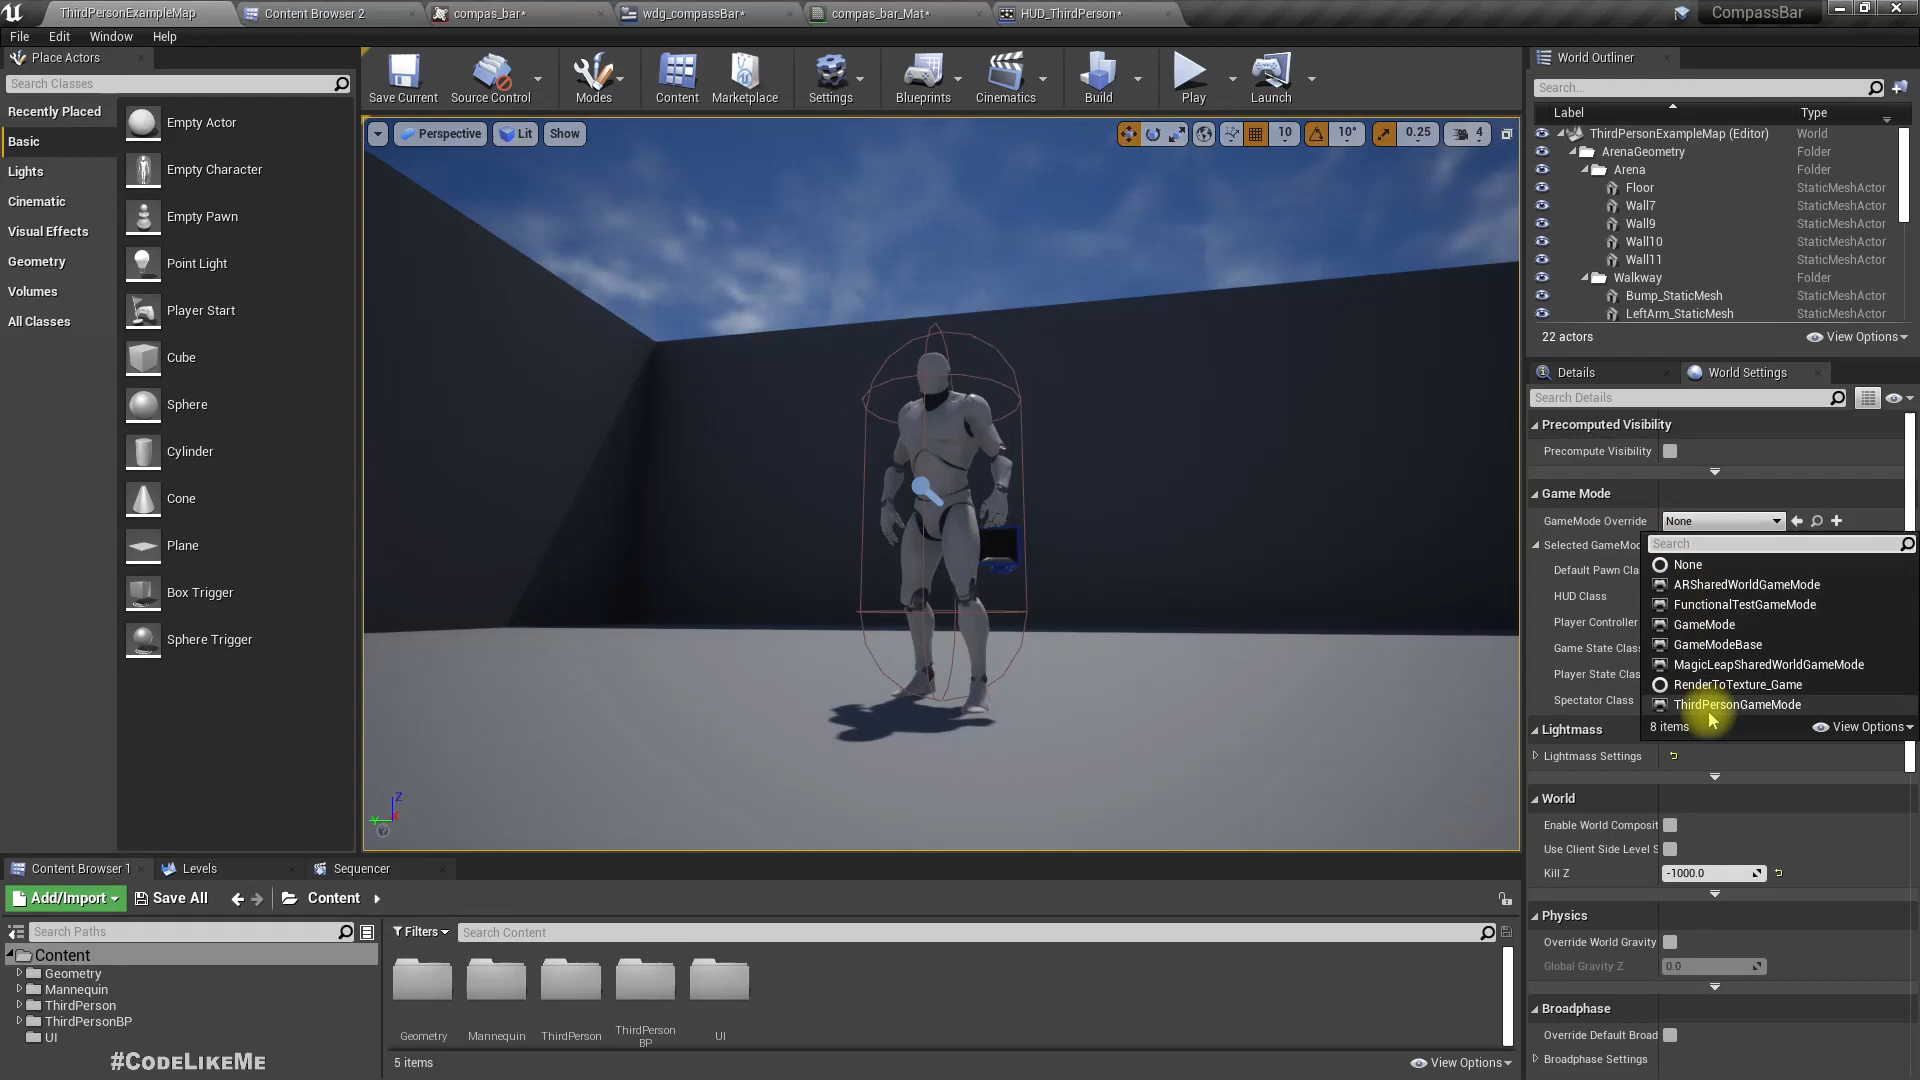 ThirdPersonExampleMap
Content Browser 2
compas_bar*
wdg_compassBar*
compas_bar_Mat*
HUD_ThirdPerson*
CompassBar
File
Edit
Window
Help
Place Actors
Search Classes
Recently Placed
Basic
Lights
Cinematic
Visual Effects
Geometry
Volumes
All Classes
Empty Actor
Empty Character
Empty Pawn
Point Light
Player Start
Cube
Sphere
Cylinder
Cone
Plane
Box Trigger
Sphere Trigger
Save Current
Source Control
Modes
Content
Marketplace
Settings
Blueprints
Cinematics
Build
Play
Launch
Perspective
Lit
Show
10
10°
0.25
4
Z
Y
X
World Outliner
Search...
Label
Type
ThirdPersonExampleMap (Editor) World
ArenaGeometry Folder
Arena Folder
Floor StaticMeshActor
Wall7 StaticMeshActor
Wall9 StaticMeshActor
Wall10 StaticMeshActor
Wall11 StaticMeshActor
Walkway Folder
Bump_StaticMesh StaticMeshActor
LeftArm_StaticMesh StaticMeshActor
22 actors
View Options
Details
World Settings
Search Details
Precomputed Visibility
Precompute Visibility
Game Mode
GameMode Override
None
Selected GameMod
Default Pawn Cla
HUD Class
Player Controller
Game State Clas
Player State Clas
Spectator Class
Search
None
ARSharedWorldGameMode
FunctionalTestGameMode
GameMode
GameModeBase
MagicLeapSharedWorldGameMode
RenderToTexture_Game
ThirdPersonGameMode
8 items
View Options
Lightmass
Lightmass Settings
World
Enable World Composit
Use Client Side Level S
Kill Z
-1000.0
Physics
Override World Gravity
Global Gravity Z
0.0
Broadphase
Override Default Broad
Broadphase Settings
Content Browser 1
Levels
Sequencer
Add/Import
Save All
Content
Search Paths
Filters
Search Content
Content
Geometry
Mannequin
ThirdPerson
ThirdPersonBP
UI
Geometry
Mannequin
ThirdPerson
ThirdPerson
BP
UI
5 items
View Options
#CODELIKEME